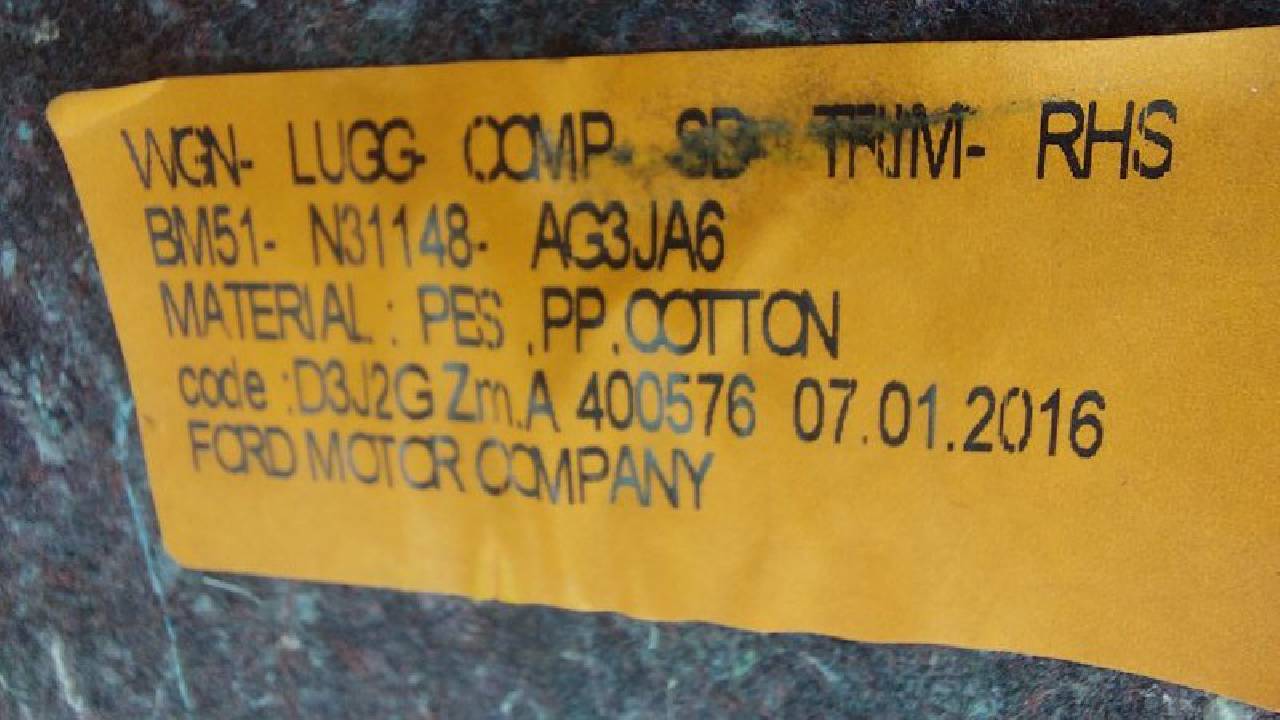 WGN- LUGG- COMP. SD- TRIM- RHS
BM51- N31148- AG3JA6
MATERIAL : PES .PP.COTTON
code :D3J2G Zm.A 400576 07.01.2016
FORD MOTOR COMPANY